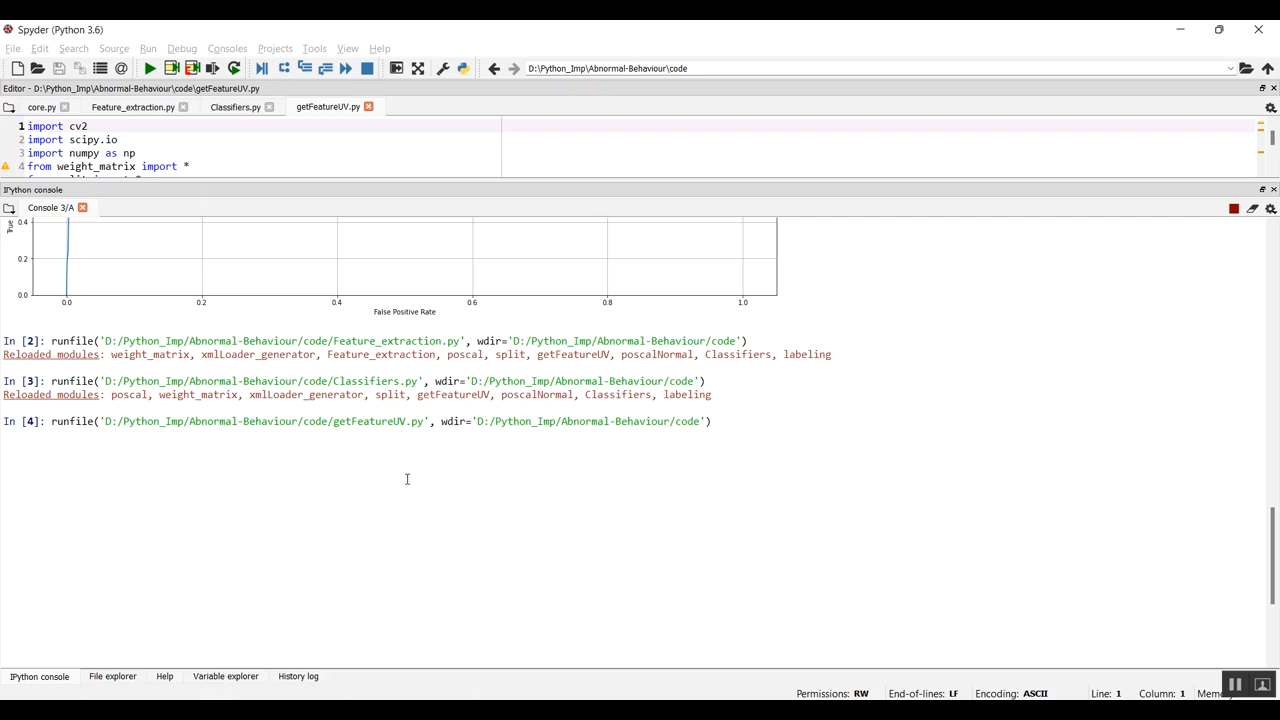 Spyder (Python 3.6)
File Edit Search Source Run Debug Consoles Projects Tools View Help
D:\Python_Imp\Abnormal-Behaviour\code
Editor - D:\Python_Imp\Abnormal-Behaviour\code\getFeatureUV.py
core.py Feature_extraction.py Classifiers.py getFeatureUV.py
1 import cv2
2 import scipy.io
3 import numpy as np
4 from weight_matrix import *
IPython console
Console 3/A
True
0.4
0.2
0.0
0.0 0.2 0.4 0.6 0.8 1.0
False Positive Rate
In [2]: runfile('D:/Python_Imp/Abnormal-Behaviour/code/Feature_extraction.py', wdir='D:/Python_Imp/Abnormal-Behaviour/code')
Reloaded modules: weight_matrix, xmlLoader_generator, Feature_extraction, poscal, split, getFeatureUV, poscalNormal, Classifiers, labeling
In [3]: runfile('D:/Python_Imp/Abnormal-Behaviour/code/Classifiers.py', wdir='D:/Python_Imp/Abnormal-Behaviour/code')
Reloaded modules: poscal, weight_matrix, xmlLoader_generator, split, getFeatureUV, poscalNormal, Classifiers, labeling
In [4]: runfile('D:/Python_Imp/Abnormal-Behaviour/code/getFeatureUV.py', wdir='D:/Python_Imp/Abnormal-Behaviour/code')
IPython console File explorer Help Variable explorer History log
Permissions: RW End-of-lines: LF Encoding: ASCII Line: 1 Column: 1